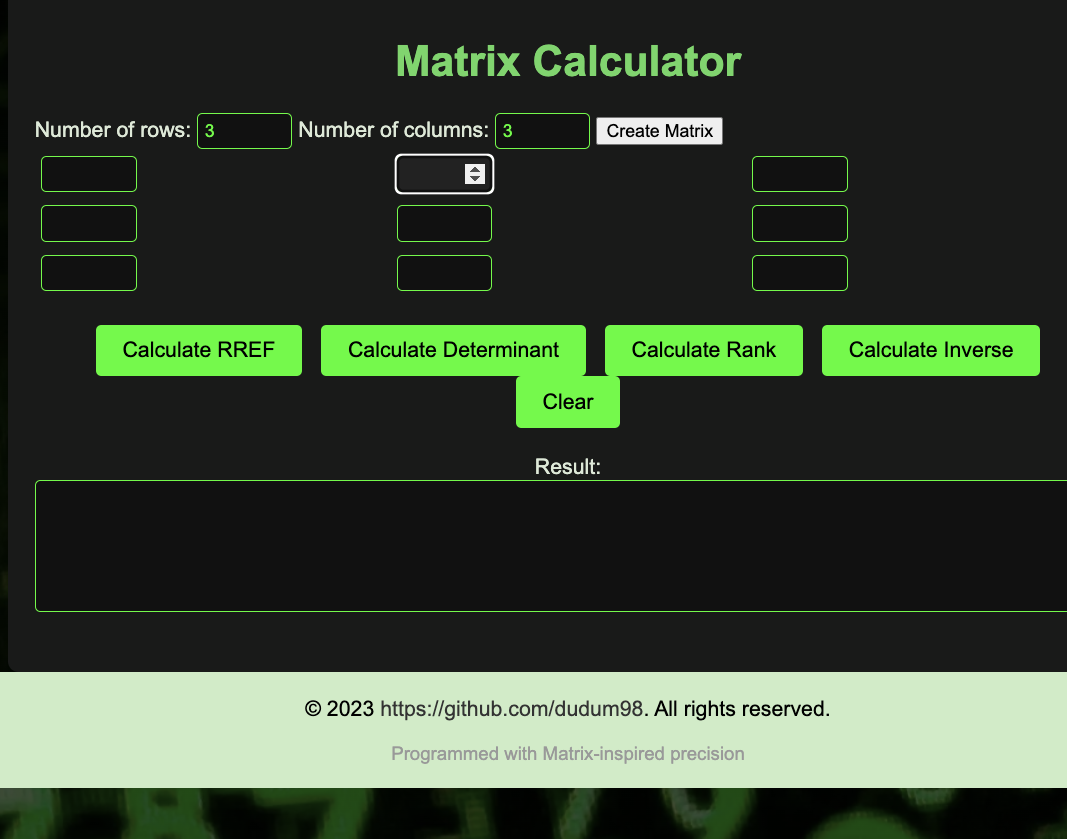 Matrix Calculator
Number of rows: 3 Number of columns: 3 Create Matrix
Calculate RREF Calculate Determinant Calculate Rank Calculate Inverse
Clear
Result:
© 2023 https://github.com/dudum98. All rights reserved.
Programmed with Matrix-inspired precision